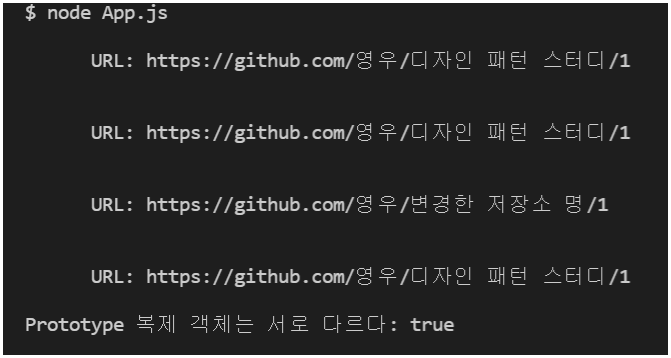 $ node App.js
URL: https://github.com/영우/디자인 패턴 스터디/1
URL: https://github.com/영우/디자인 패턴 스터디/1
URL: https://github.com/영우/변경한 저장소 명/1
URL: https://github.com/영우/디자인 패턴 스터디/1
Prototype 복제 객체는 서로 다르다: true